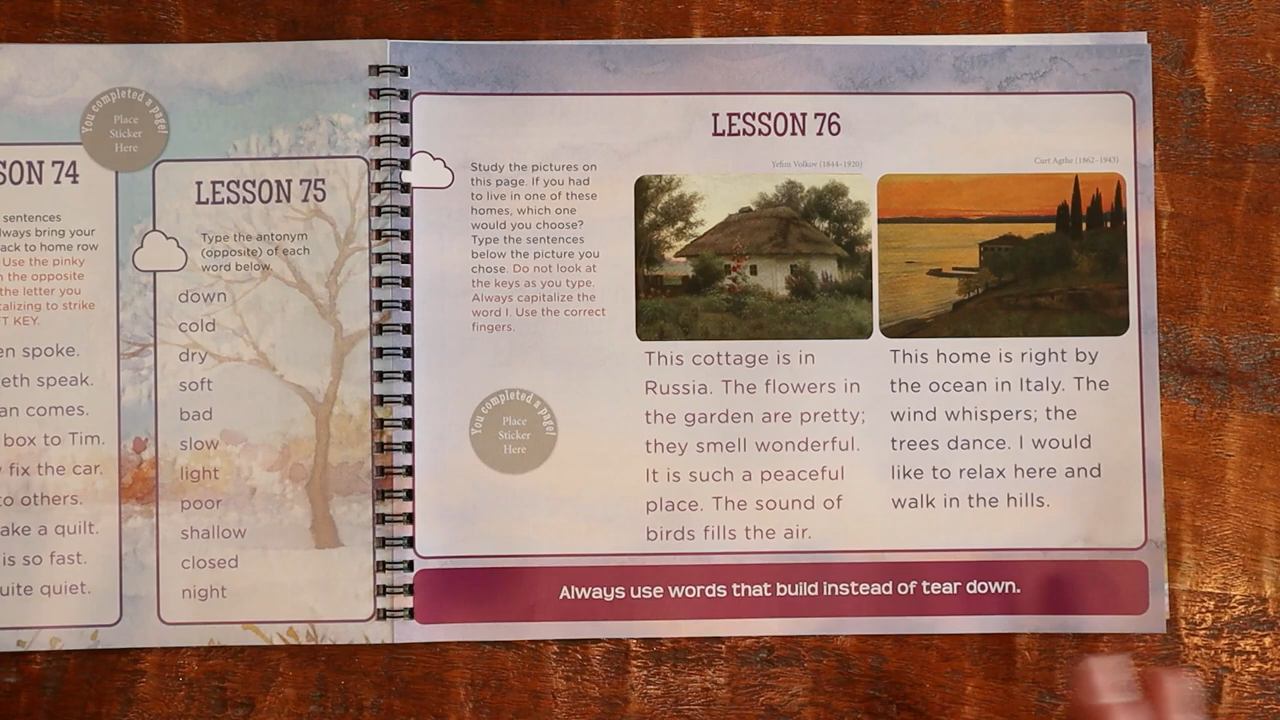 You completed a page!
Place
Sticker
Here
SON 74
sentences
lways bring your
ack to home row
Use the pinky
n the opposite
the letter you
talizing to strike
T KEY.
en spoke.
eth speak.
an comes.
box to Tim.
fix the car.
to others.
ake a quilt.
is so fast.
uite quiet.
LESSON 75
Type the antonym
(opposite) of each
word below.
down
cold
dry
soft
bad
slow
light
poor
shallow
closed
night
LESSON 76
Study the pictures on
this page. If you had
to live in one of these
homes, which one
would you choose?
Type the sentences
below the picture you
chose. Do not look at
the keys as you type.
Always capitalize the
word I. Use the correct
fingers.
You completed a page!
Place
Sticker
Here
Yefim Volkov (1844-1920)
This cottage is in
Russia. The flowers in
the garden are pretty;
they smell wonderful.
It is such a peaceful
place. The sound of
birds fills the air.
Curt Agthe (1862-1943)
This home is right by
the ocean in Italy. The
wind whispers; the
trees dance. I would
like to relax here and
walk in the hills.
Always use words that build instead of tear down.